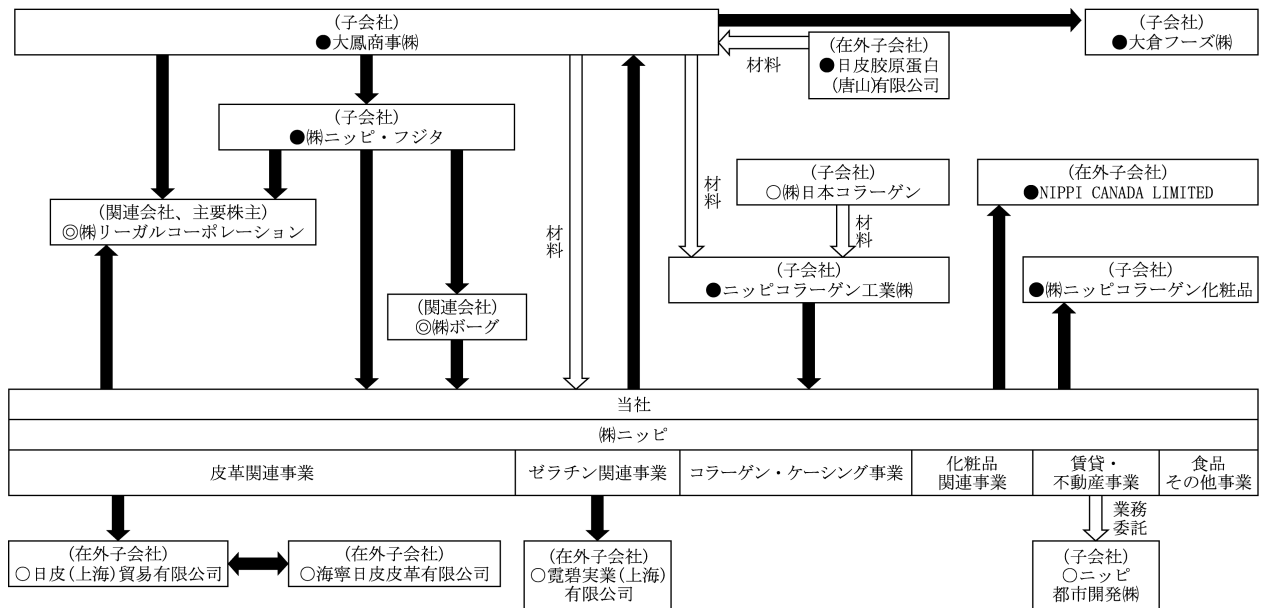 (子会社)
●大鳳商事㈱
(子会社)
●大倉フーズ㈱
(在外子会社)
●日皮胶原蛋白
(唐山)有限公司
材料
(子会社)
●㈱ニッピ・フジタ
(関連会社、主要株主)
◎㈱リーガルコーポレーション
材料
材料
(子会社)
○㈱日本コラーゲン
材料
(在外子会社)
●NIPPI CANADA LIMITED
(子会社)
●ニッピコラーゲン工業㈱
(子会社)
●㈱ニッピコラーゲン化粧品
(関連会社)
◎㈱ボーグ
当社
㈱ニッピ
皮革関連事業
ゼラチン関連事業
コラーゲン・ケーシング事業
化粧品
関連事業
賃貸・
不動産事業
食品
その他事業
業務
委託
(在外子会社)
○日皮(上海)貿易有限公司
(在外子会社)
○海寧日皮皮革有限公司
(在外子会社)
○霓碧実業(上海)
有限公司
(子会社)
○ニッピ
都市開発㈱